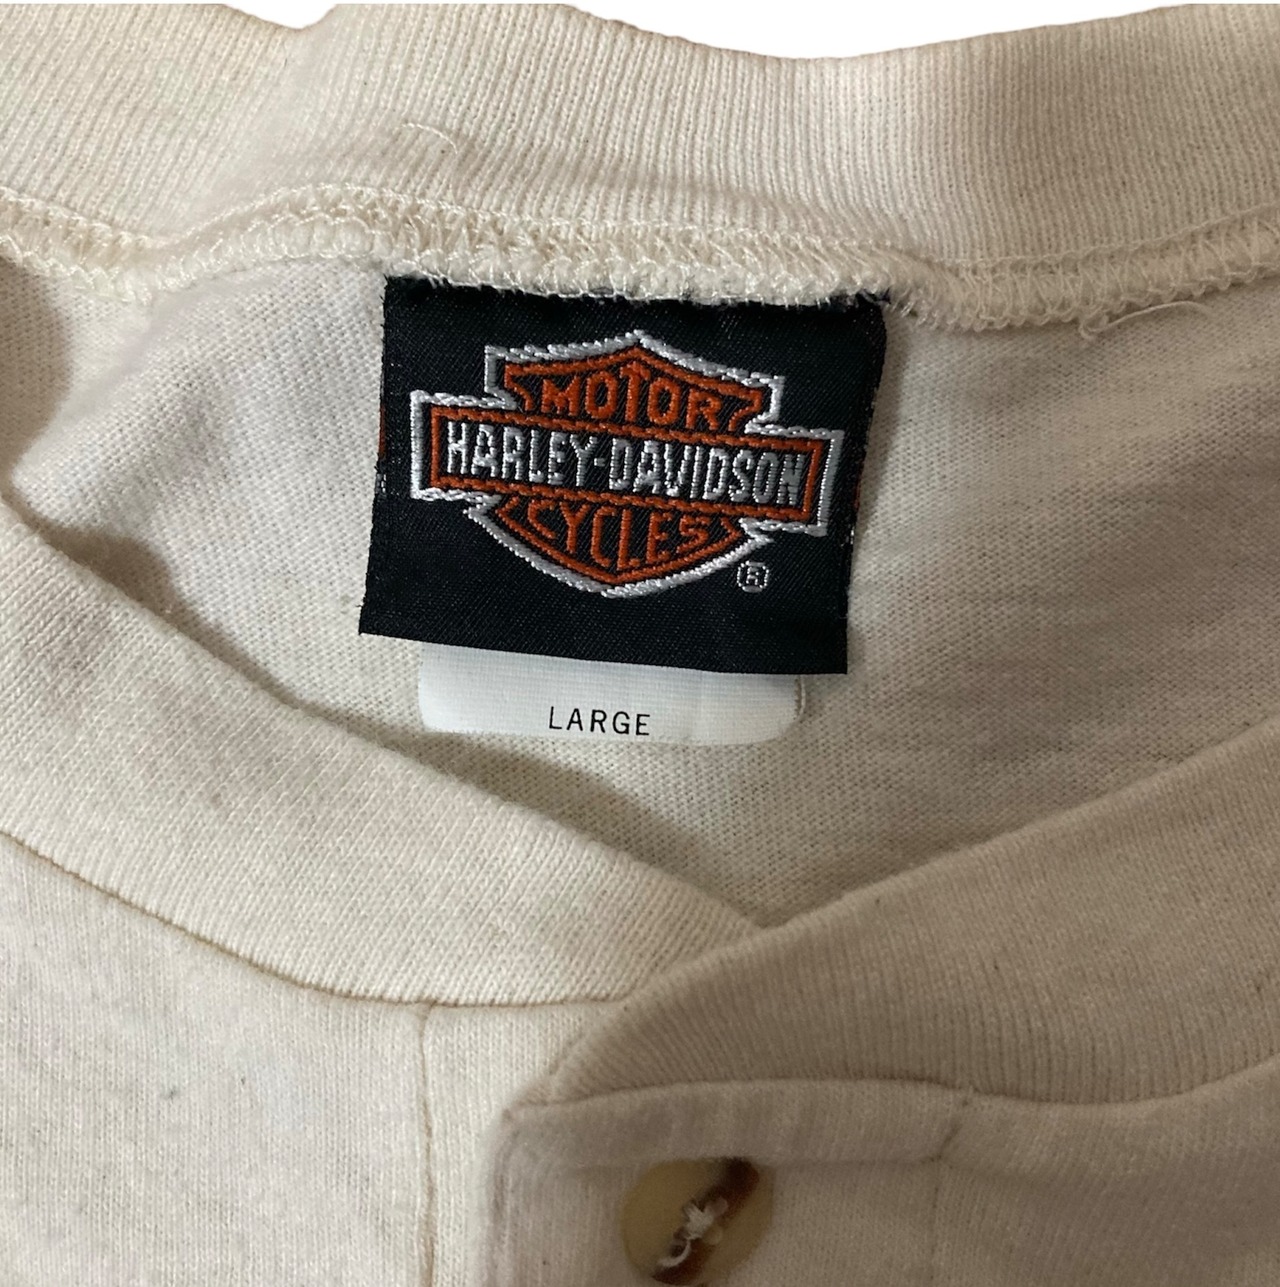 MOTOR
HARLEY-DAVIDSON
CYCLES
®
LARGE